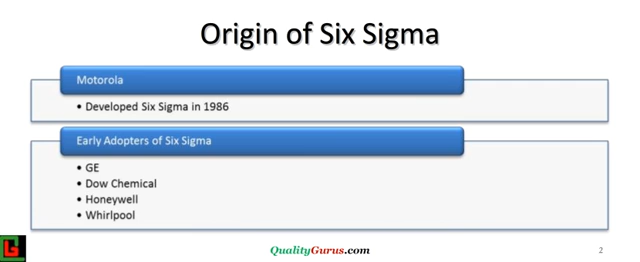 Origin of Six Sigma
Motorola
• Developed Six Sigma in 1986
Early Adopters of Six Sigma
• GE
• Dow Chemical
• Honeywell
• Whirlpool
QualityGurus.com
2